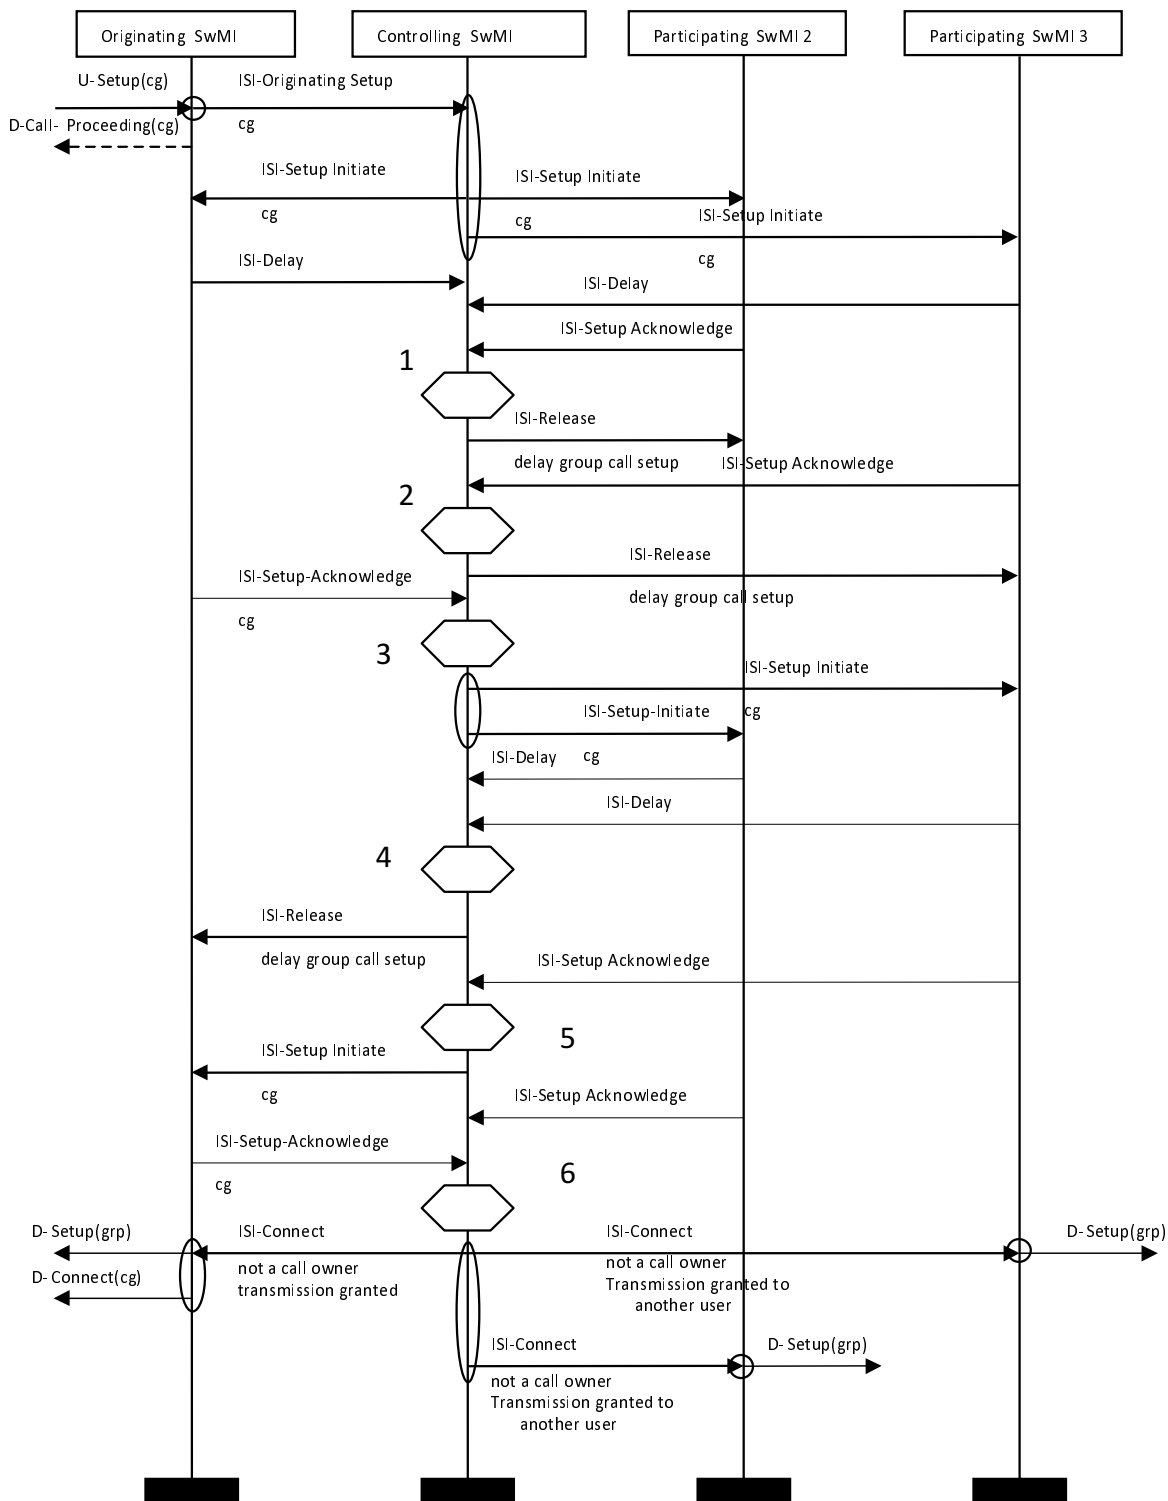 Originating SwMI
Controlling SwMI
Participating SwMI 2
Participating SwMI 3
U-Setup(cg)
ISI-Originating Setup
cg
D-Call- Proceeding(cg)
ISI-Setup Initiate
cg
ISI-Setup Initiate
cg
ISI-Setup Initiate
cg
ISI-Delay
ISI-Delay
ISI-Setup Acknowledge
1
ISI-Release
delay group call setup
ISI-Setup Acknowledge
2
ISI-Release
delay group call setup
ISI-Setup-Acknowledge
cg
3
ISI-Setup Initiate
cg
ISI-Setup-Initiate
cg
ISI-Delay
ISI-Delay
4
ISI-Release
delay group call setup
ISI-Setup Acknowledge
5
ISI-Setup Initiate
cg
ISI-Setup Acknowledge
ISI-Setup-Acknowledge
cg
6
D-Setup(grp)
ISI-Connect
not a call owner
transmission granted
ISI-Connect
not a call owner
Transmission granted to
another user
D-Setup(grp)
D-Connect(cg)
ISI-Connect
not a call owner
Transmission granted to
another user
D-Setup(grp)